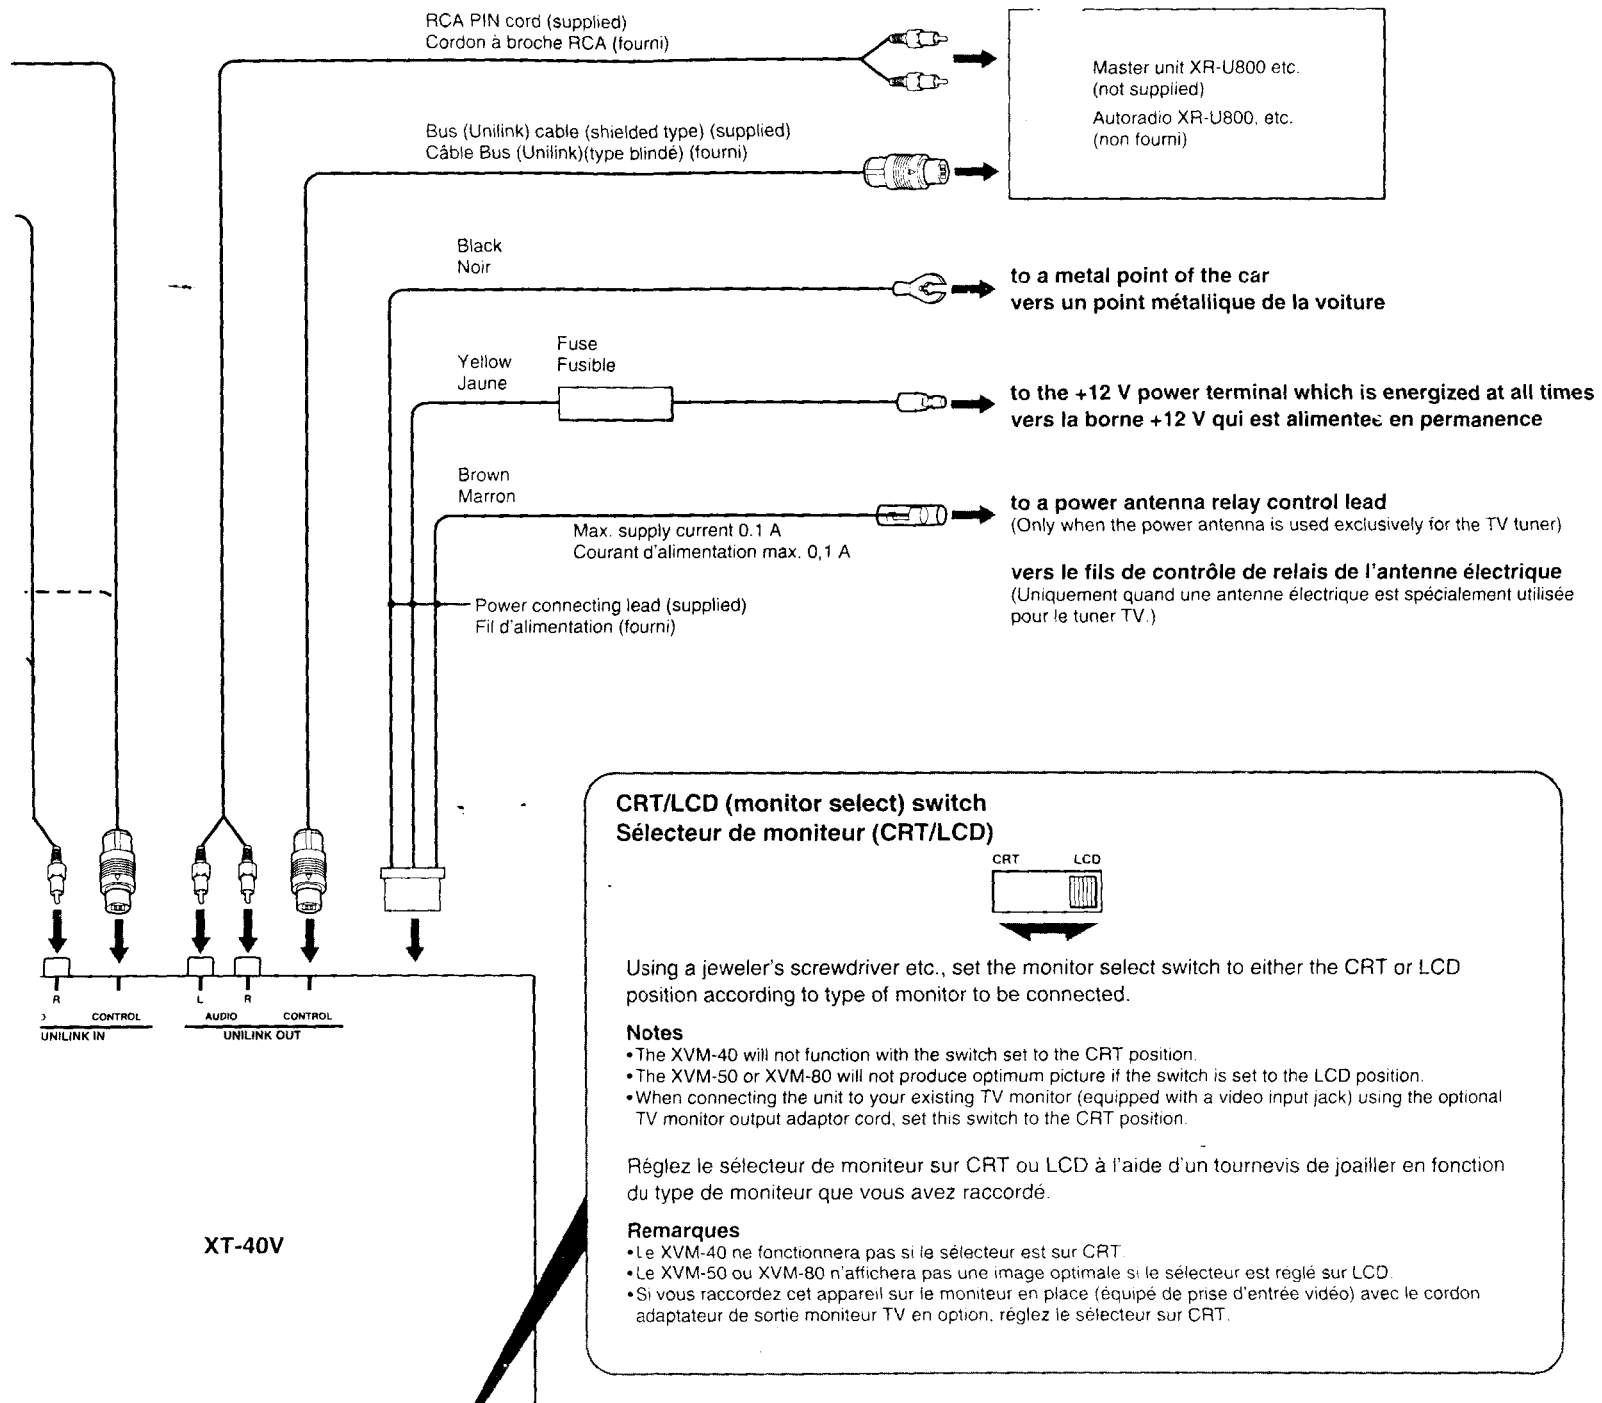 RCA PIN cord (supplied)
Cordon à broche RCA (fourni)
Master unit XR-U800 etc.
(not supplied)
Autoradio XR-U800, etc.
(non fourni)
Bus (Unilink) cable (shielded type) (supplied)
Câble Bus (Unilink)(type blindé) (fourni)
Black
Noir
to a metal point of the car
vers un point métallique de la voiture
Fuse
Fusible
Yellow
Jaune
to the +12 V power terminal which is energized at all times
vers la borne +12 V qui est alimentee en permanence
Brown
Marron
Max. supply current 0.1 A
Courant d'alimentation max. 0,1 A
to a power antenna relay control lead
(Only when the power antenna is used exclusively for the TV tuner)
vers le fils de contrôle de relais de l'antenne électrique
(Uniquement quand une antenne électrique est spécialement utilisée
pour le tuner TV.)
Power connecting lead (supplied)
Fil d'alimentation (fourni)
R
CONTROL
UNILINK IN
L
R
AUDIO
CONTROL
UNILINK OUT
XT-40V
CRT/LCD (monitor select) switch
Sélecteur de moniteur (CRT/LCD)
CRT LCD
Using a jeweler's screwdriver etc., set the monitor select switch to either the CRT or LCD
position according to type of monitor to be connected.
Notes
•The XVM-40 will not function with the switch set to the CRT position.
•The XVM-50 or XVM-80 will not produce optimum picture if the switch is set to the LCD position.
•When connecting the unit to your existing TV monitor (equipped with a video input jack) using the optional
TV monitor output adaptor cord, set this switch to the CRT position.
Réglez le sélecteur de moniteur sur CRT ou LCD à l'aide d'un tournevis de joailler en fonction
du type de moniteur que vous avez raccordé.
Remarques
•Le XVM-40 ne fonctionnera pas si le sélecteur est sur CRT.
•Le XVM-50 ou XVM-80 n'affichera pas une image optimale si le sélecteur est réglé sur LCD.
•Si vous raccordez cet appareil sur le moniteur en place (équipé de prise d'entrée vidéo) avec le cordon
adaptateur de sortie moniteur TV en option, réglez le sélecteur sur CRT.